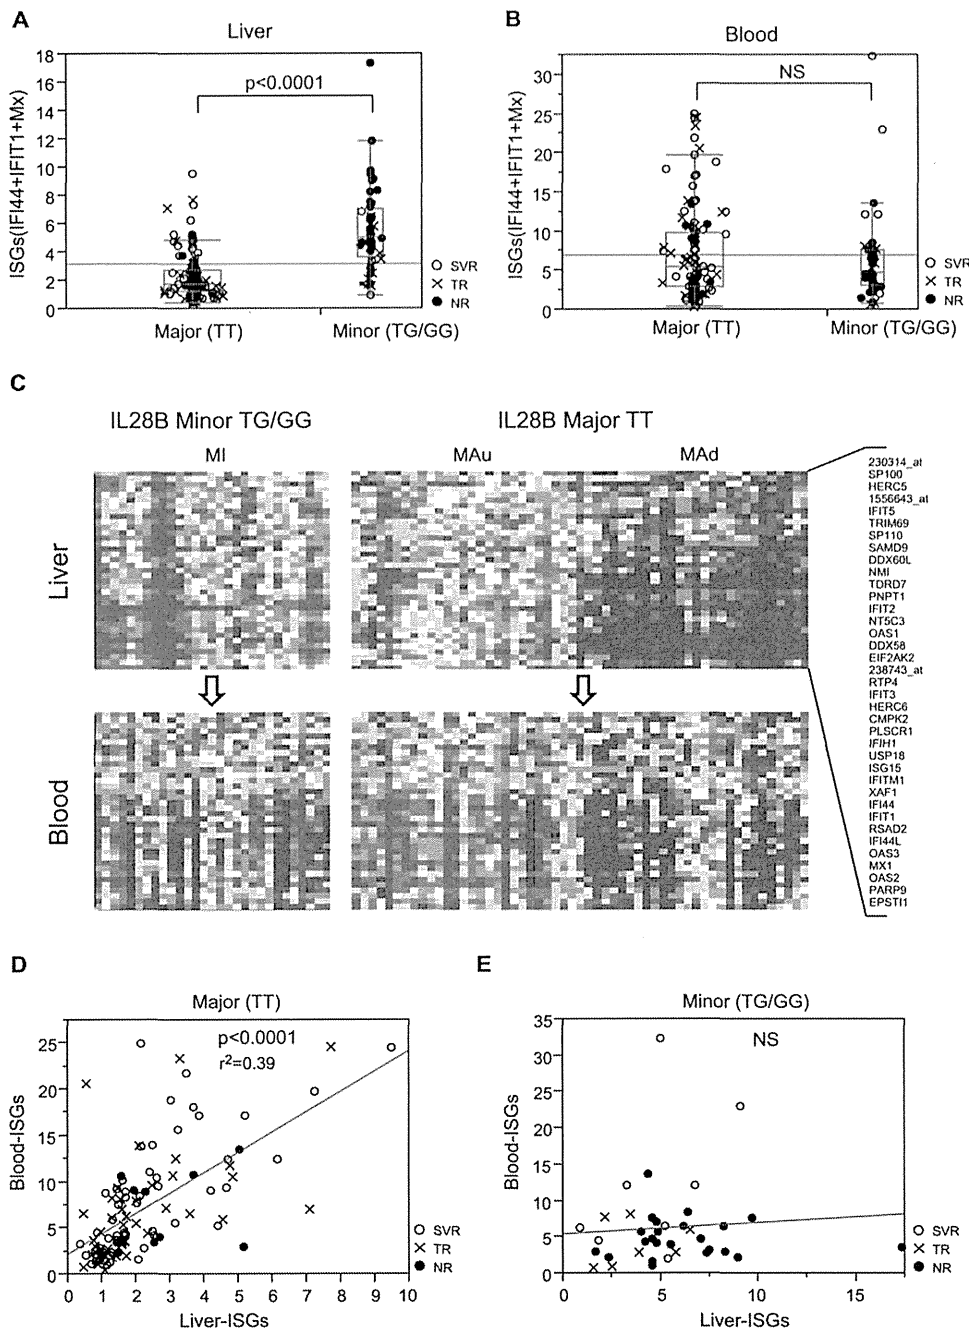 A
Liver
ISGs(IFI44+IFIT1+Mx)
18
16
14
12
10
8
6
4
2
0
p<0.0001
Major (TT)
Minor (TG/GG)
SVR
TR
NR
B
Blood
ISGs(IFI44+IFIT1+Mx)
30
25
20
15
10
5
0
NS
Major (TT)
Minor (TG/GG)
SVR
TR
NR
C
IL28B Minor TG/GG
IL28B Major TT
MI
MAu
MAd
Liver
Blood
230314_at
SP100
HERC5
1556643_at
IFIT5
TRIM69
SP110
SAMD9
DDX60L
NMI
TDRD7
PNPT1
IFIT2
NT5C3
OAS1
DDX58
EIF2AK2
238743_at
RTP4
IFIT3
HERC6
CMPK2
PLSCR1
IFIH1
USP18
ISG15
IFITM1
XAF1
IFI44
IFIT1
RSAD2
IFI44L
OAS3
MX1
OAS2
PARP9
EPSTI1
D
Major (TT)
p<0.0001
r²=0.39
Blood-ISGs
25
20
15
10
5
0
0 1 2 3 4 5 6 7 8 9 10
Liver-ISGs
SVR
TR
NR
E
Minor (TG/GG)
NS
Blood-ISGs
35
30
25
20
15
10
5
0
0 5 10 15
Liver-ISGs
SVR
TR
NR